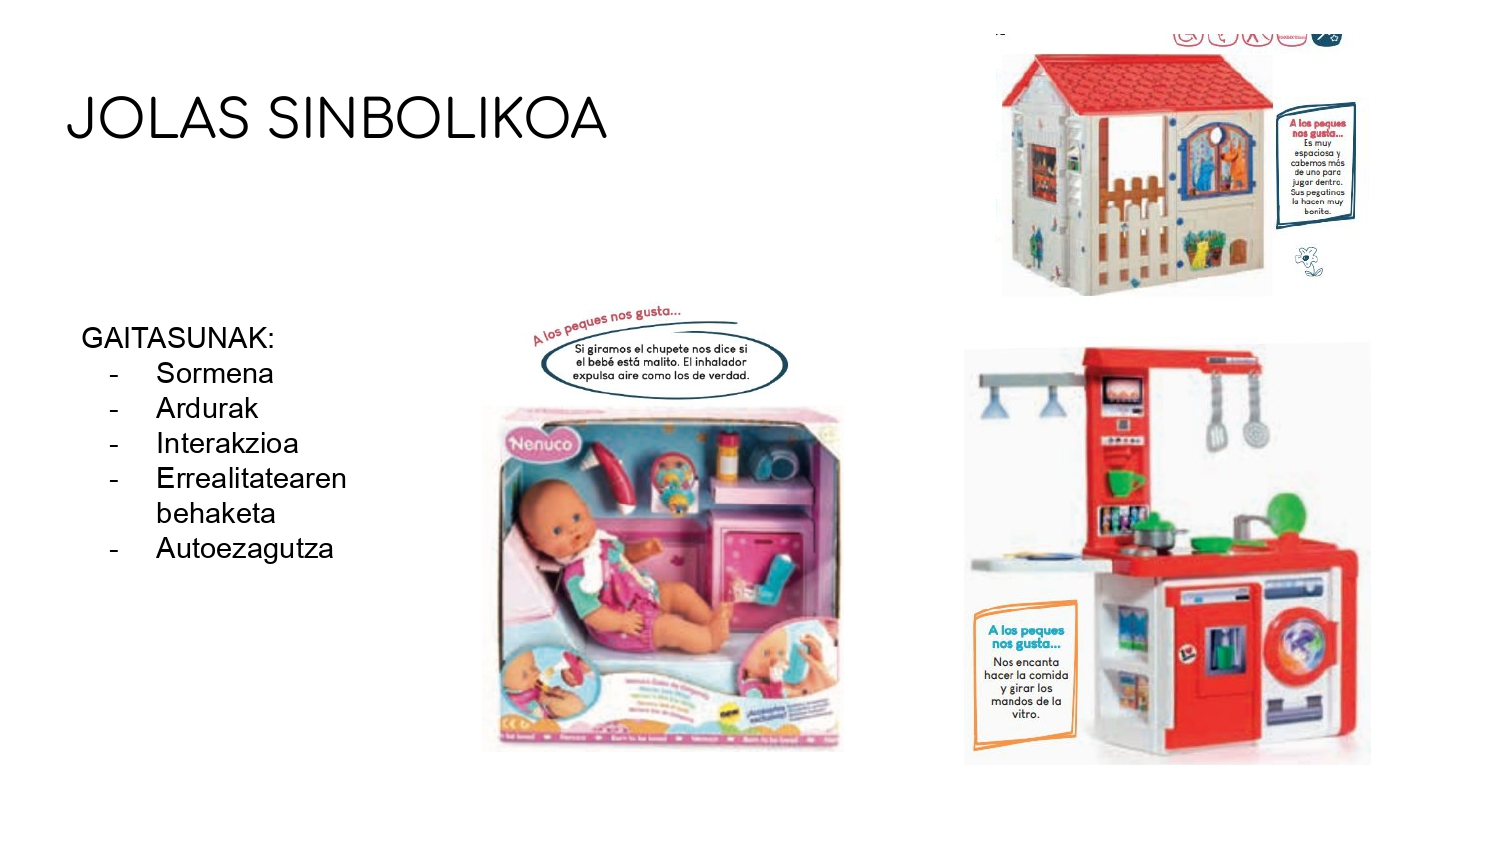 JOLAS SINBOLIKOA
A los peques
nos gusta...
Es muy
espaciosa y
cabemos más
de uno para
jugar dentro.
Sus pegatinas
la hacen muy
bonita.
GAITASUNAK:
- Sormena
- Ardurak
- Interakzioa
- Errealitatearen
behaketa
- Autoezagutza
A los peques nos gusta...
Si giramos el chupete nos dice si
el bebé está malito. El inhalador
expulsa aire como los de verdad.
Nenuco
new
A los peques
nos gusta...
Nos encanta
hacer la comida
y girar los
mandos de la
vitro.